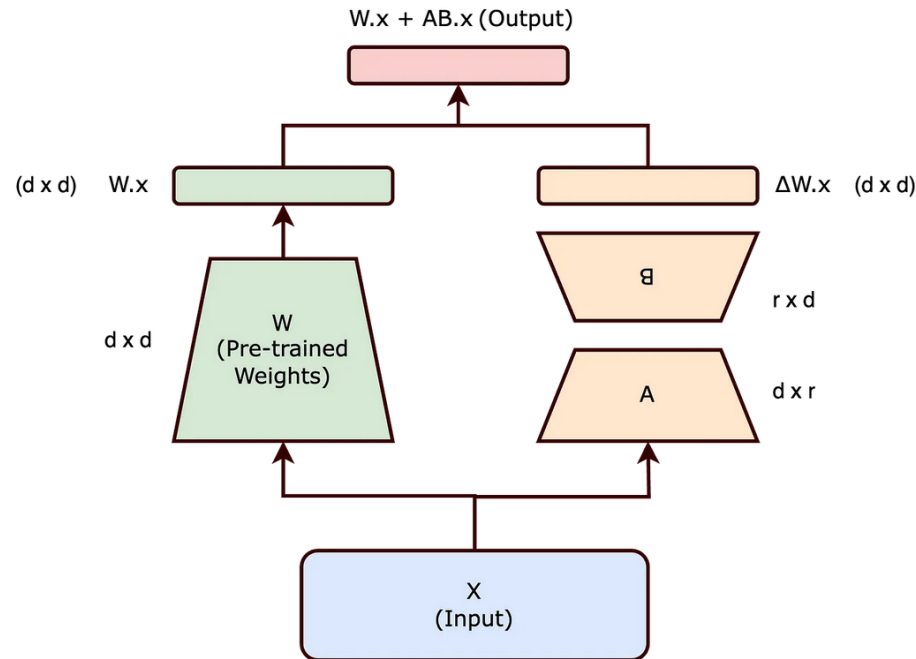 W.x + AB.x (Output)
(d x d) W.x
ΔW.x (d x d)
B
r x d
W
(Pre-trained
Weights)
d x d
A
d x r
X
(Input)